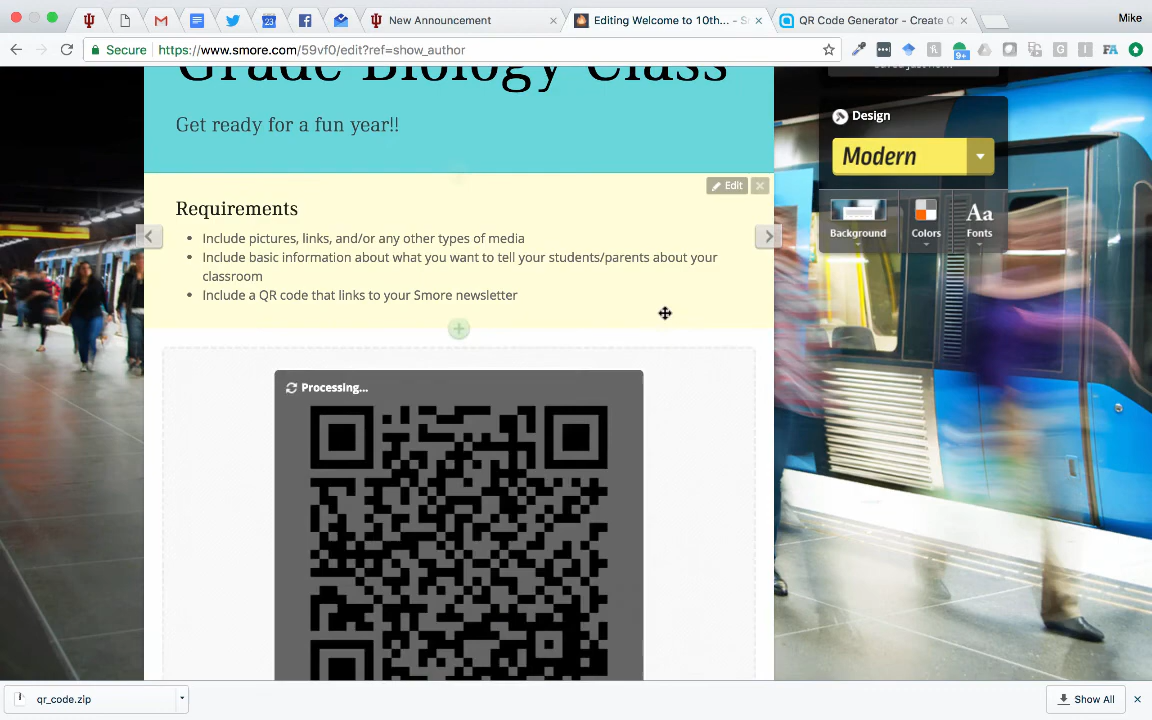 New Announcement
Editing Welcome to 10th... - S
QR Code Generator - Create Q
Mike
Secure
https://www.smore.com/59vf0/edit?ref=show_author
Grade Biology Class
Get ready for a fun year!!
Design
Modern
Background
Colors
Aa
Fonts
Edit
Requirements
Include pictures, links, and/or any other types of media
Include basic information about what you want to tell your students/parents about your
classroom
Include a QR code that links to your Smore newsletter
Processing...
qr_code.zip
Show All